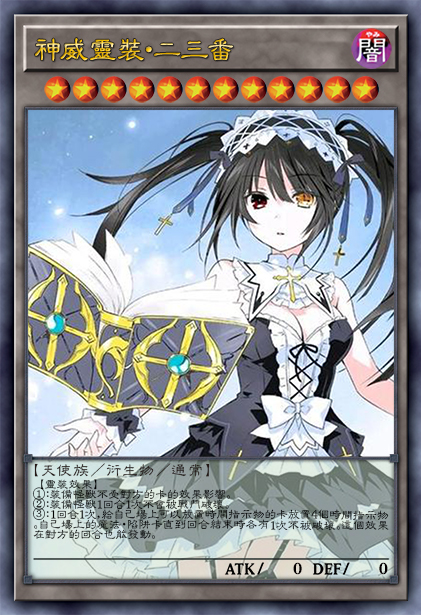 神威靈裝·二三番
やみ
闇
【天使族／衍生物／通常】
【靈裝效果】
①:裝備怪獸不受對方的卡的效果影響。
②:裝備怪獸1回合1次不會被戰鬥破壞。
③:1回合1次,給自己場上可以放置時間指示物的卡放置4個時間指示物
。自己場上的魔法·陷阱卡直到回合結束時各有1次不被破壞。這個效果
在對方的回合也能發動。
ATK/ 0 DEF/ 0